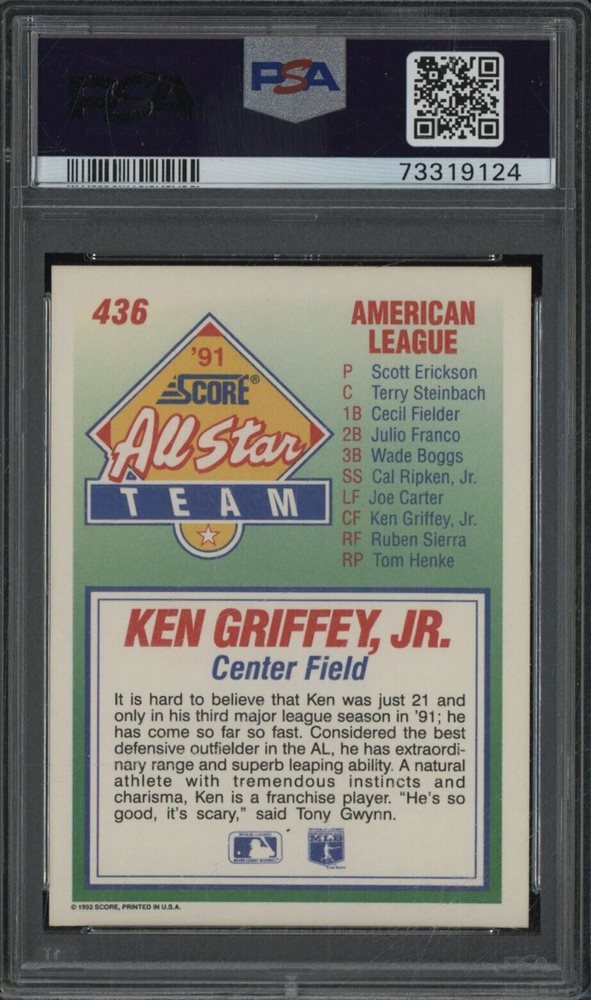 PSA
PSA
73319124
436
'91
SCORE®
All Star
TEAM
AMERICAN
LEAGUE
P Scott Erickson
C Terry Steinbach
1B Cecil Fielder
2B Julio Franco
3B Wade Boggs
SS Cal Ripken, Jr.
LF Joe Carter
CF Ken Griffey, Jr.
RF Ruben Sierra
RP Tom Henke
KEN GRIFFEY, JR.
Center Field
It is hard to believe that Ken was just 21 and
only in his third major league season in '91; he
has come so far so fast. Considered the best
defensive outfielder in the AL, he has extraordi-
nary range and superb leaping ability. A natural
athlete with tremendous instincts and
charisma, Ken is a franchise player. “He's so
good, it's scary,” said Tony Gwynn.
MAJOR LEAGUE BASEBALL
MLB
© 1992 SCORE, PRINTED IN U.S.A.